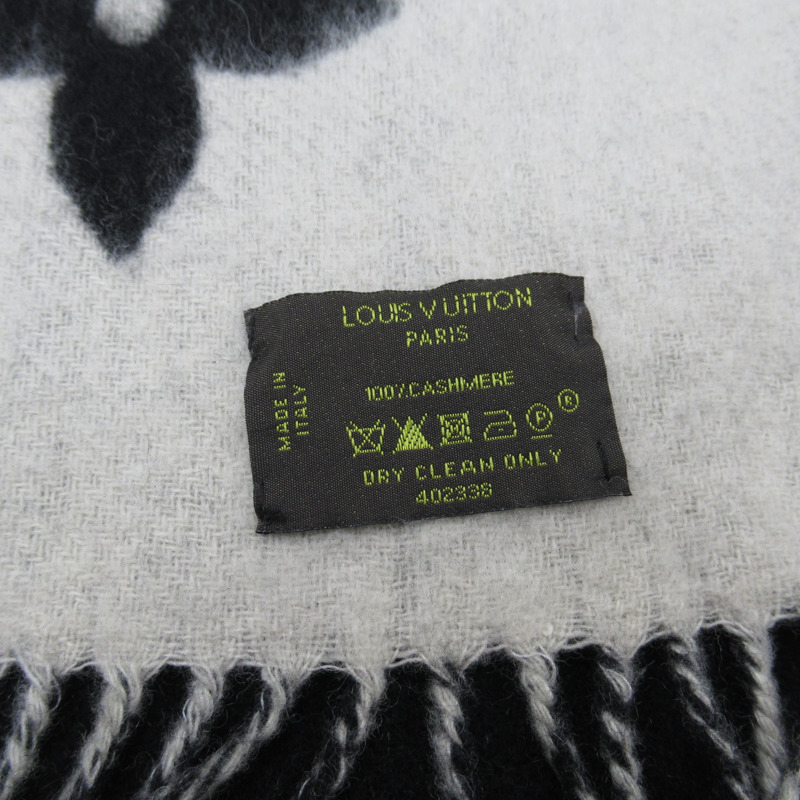 LOUIS VUITTON
PARIS
MADE IN
ITALY
100% CASHMERE
P
R
DRY CLEAN ONLY
402338